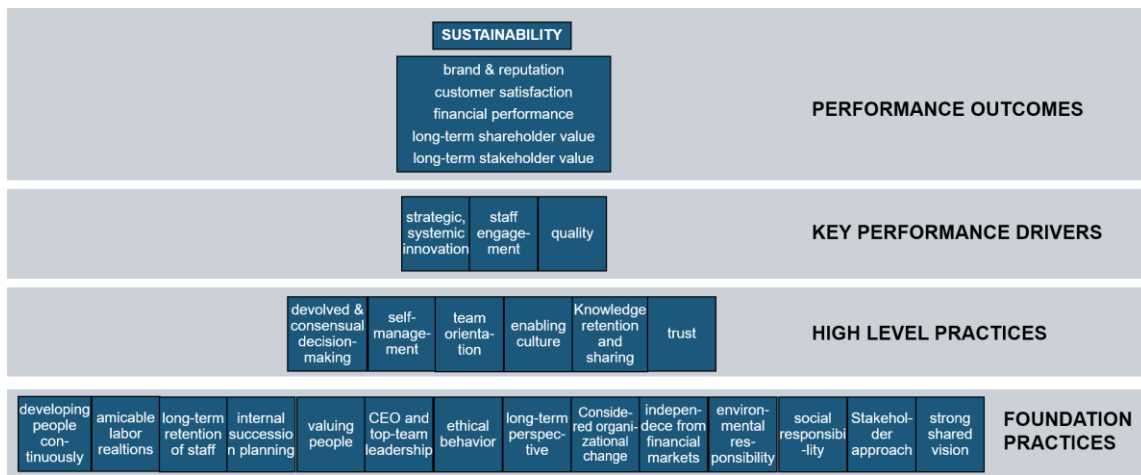 SUSTAINABILITY
brand & reputation
customer satisfaction
financial performance
long-term shareholder value
long-term stakeholder value
PERFORMANCE OUTCOMES
strategic,
systemic
innovation
staff
engage-
ment
quality
KEY PERFORMANCE DRIVERS
devolved &
consensual
decision-
making
self-
manage-
ment
team
orienta-
tion
enabling
culture
Knowledge
retention
and
sharing
trust
HIGH LEVEL PRACTICES
developing
people
con-
tinuously
amicable
labor
realtions
long-term
retention
of staff
internal
successio
n planning
valuing
people
CEO and
top-team
leadership
ethical
behavior
long-term
perspec-
tive
Conside-
red organi-
zational
change
indepen-
dece from
financial
markets
environ-
mental
res-
ponsibility
social
responsibi
-lity
Stakehol-
der
approach
strong
shared
vision
FOUNDATION
PRACTICES